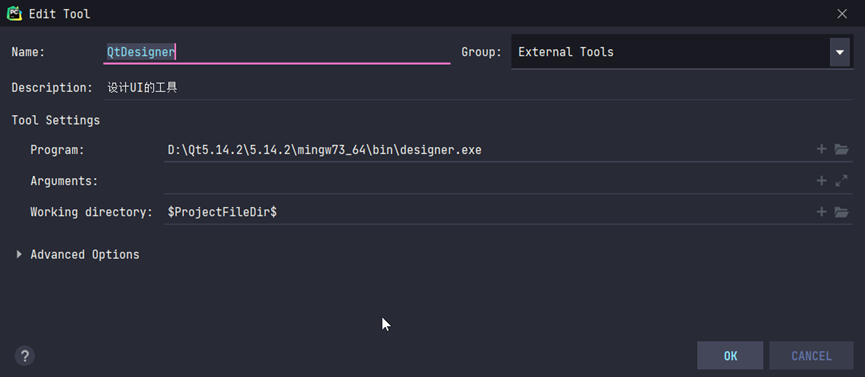 PC Edit Tool
Name: QtDesigner Group: External Tools
Description: 设计UI的工具
Tool Settings
Program: D:\Qt5.14.2\5.14.2\mingw73_64\bin\designer.exe
Arguments:
Working directory: $ProjectFileDir$
Advanced Options
? OK CANCEL